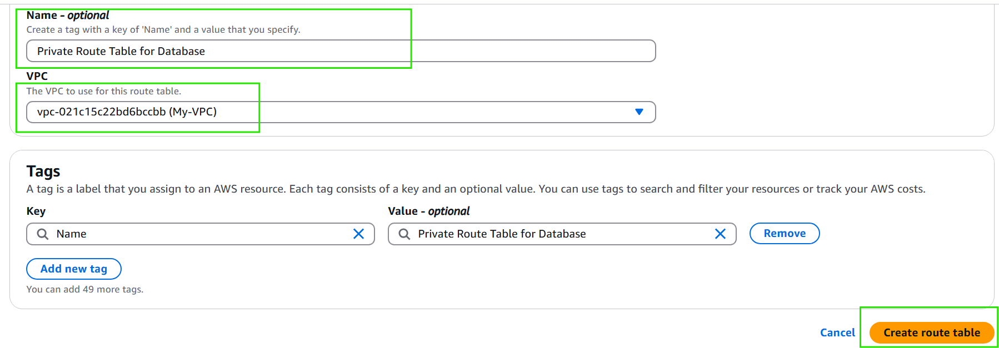 Name - optional
Create a tag with a key of 'Name' and a value that you specify.
Private Route Table for Database
VPC
The VPC to use for this route table.
vpc-021c15c22bd6bccbb (My-VPC)
Tags
A tag is a label that you assign to an AWS resource. Each tag consists of a key and an optional value. You can use tags to search and filter your resources or track your AWS costs.
Key
Value - optional
Name
Private Route Table for Database
Remove
Add new tag
You can add 49 more tags.
Cancel
Create route table